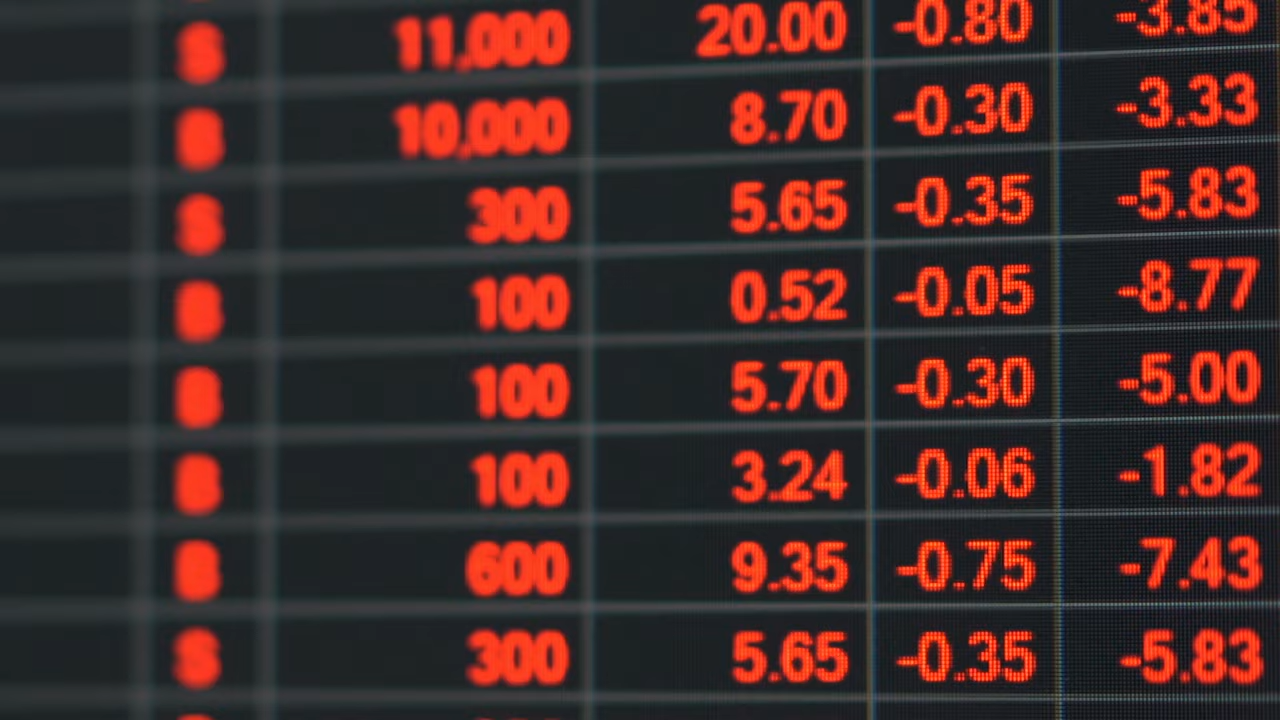 S 11,000 20.00 -0.80 -3.85
10,000 8.70 -0.30 -3.33
S 300 5.65 -0.35 -5.83
100 0.52 -0.05 -8.77
100 5.70 -0.30 -5.00
100 3.24 -0.06 -1.82
600 9.35 -0.75 -7.43
S 300 5.65 -0.35 -5.83